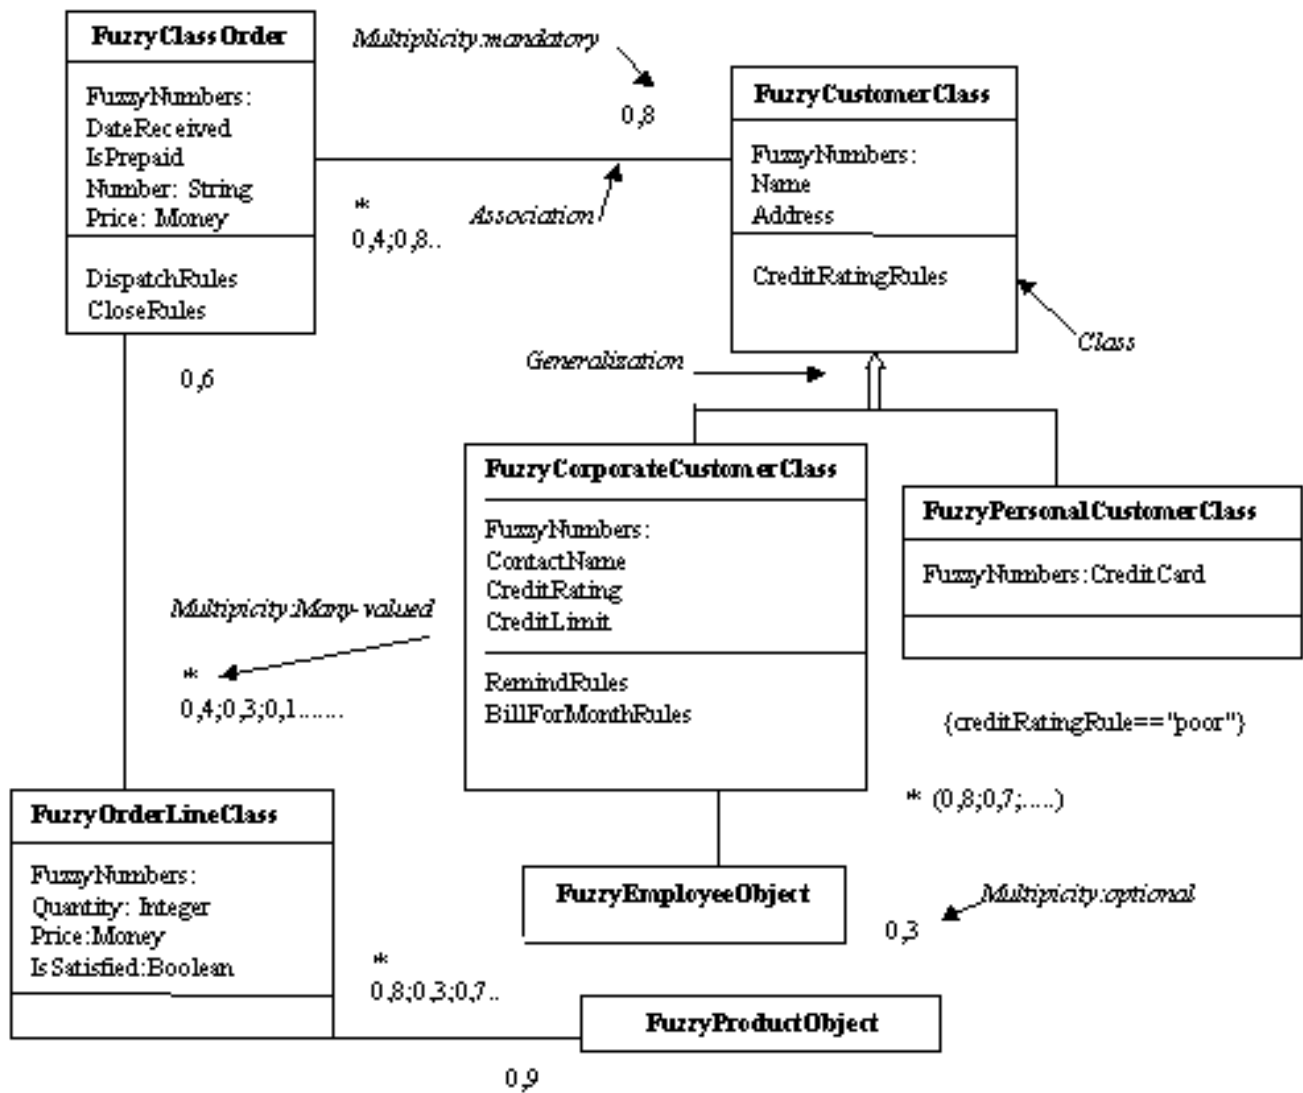 FuzzyClassOrder
FuzzyNumbers:
DateReceived
IsPrepaid
Number: String
Price: Money
DispatchRules
CloseRules
Multiplicity:mandatory
0,8
*
0,4;0,8..
Association
FuzzyCustomerClass
FuzzyNumbers:
Name
Address
CreditRatingRules
Class
Generalization
0,6
FuzzyCorporateCustomerClass
FuzzyNumbers:
ContactName
CreditRating
CreditLimit
RemindRules
BillForMonthRules
FuzzyPersonalCustomerClass
FuzzyNumbers:CreditCard
{creditRatingRule=="poor"}
Multipicity:Many-valued
*
0,4;0,3;0,1.......
* (0,8;0,7;.....)
FuzzyOrderLineClass
FuzzyNumbers:
Quantity: Integer
Price:Money
IsSatisfied:Boolean
FuzzyEmployeeObject
Multipicity:optional
0,3
*
0,8;0,3;0,7..
FuzzyProductObject
0,9